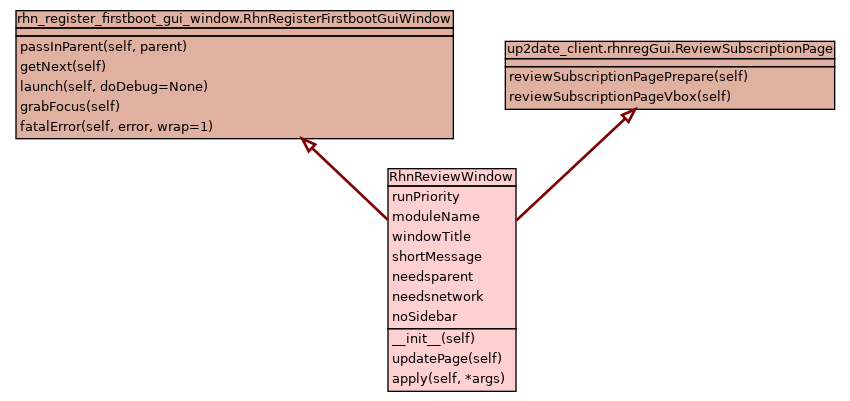 rhn_register_firstboot_gui_window.RhnRegisterFirstbootGuiWindow
passInParent(self, parent)
getNext(self)
launch(self, doDebug=None)
grabFocus(self)
fatalError(self, error, wrap=1)
up2date_client.rhnregGui.ReviewSubscriptionPage
reviewSubscriptionPagePrepare(self)
reviewSubscriptionPageVbox(self)
RhnReviewWindow
runPriority
moduleName
windowTitle
shortMessage
needsparent
needsnetwork
noSidebar
__init__(self)
updatePage(self)
apply(self, *args)